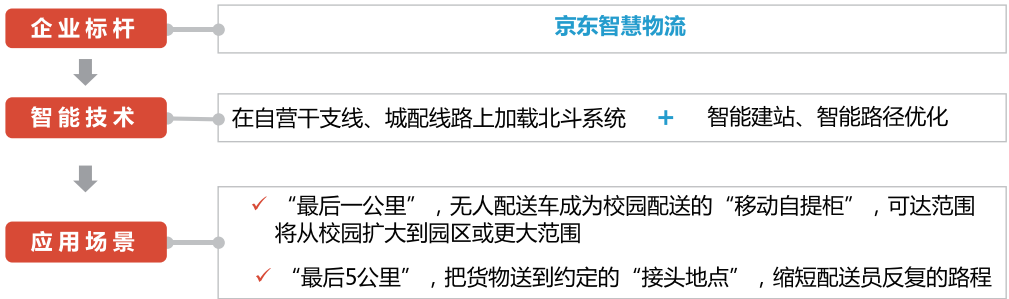 企业标杆
京东智慧物流
智能技术
在自营干支线、城配线路上加载北斗系统 + 智能建站、智能路径优化
应用场景
✓ “最后一公里”，无人配送车成为校园配送的“移动自提柜”，可达范围
将从校园扩大到园区或更大范围
✓ “最后5公里”，把货物送到约定的“接头地点”，缩短配送员反复的路程